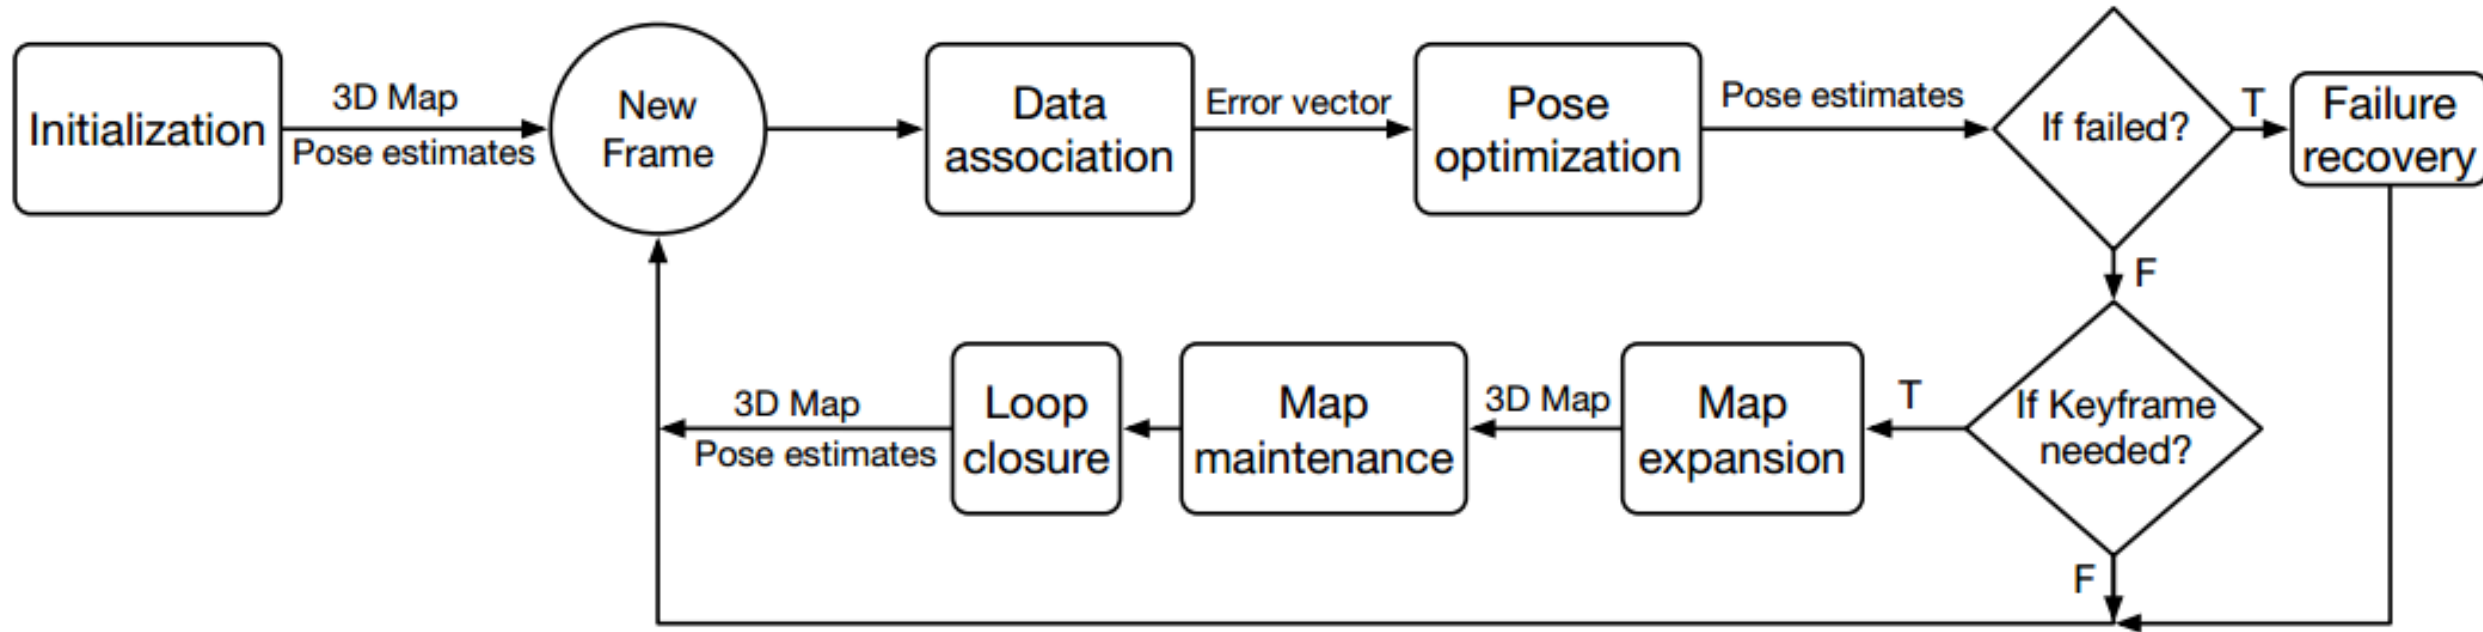 Initialization
3D Map
Pose estimates
New
Frame
Data
association
Error vector
Pose
optimization
Pose estimates
If failed?
T
Failure
recovery
F
If Keyframe
needed?
T
Map
expansion
3D Map
Map
maintenance
Loop
closure
3D Map
Pose estimates
F